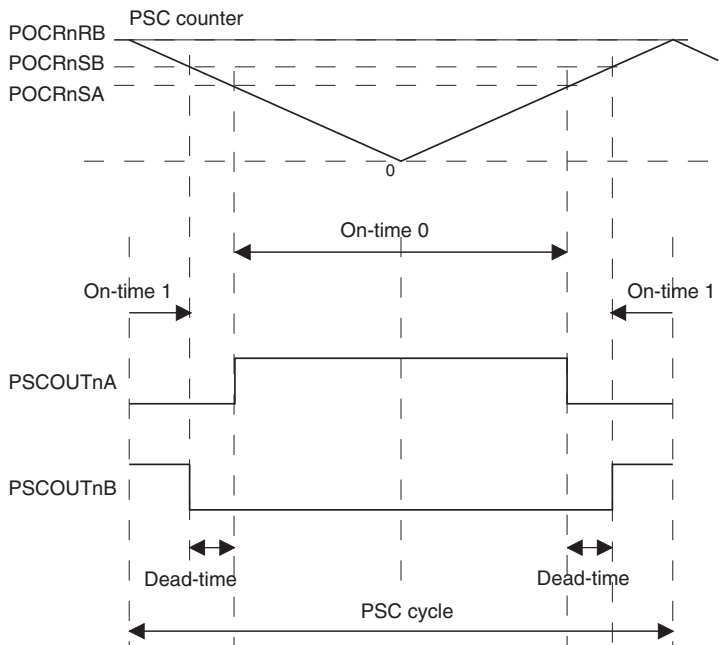 PSC counter
POCRnRB
POCRnSB
POCRnSA
0
On-time 0
On-time 1
On-time 1
PSCOUTnA
PSCOUTnB
Dead-time
Dead-time
PSC cycle